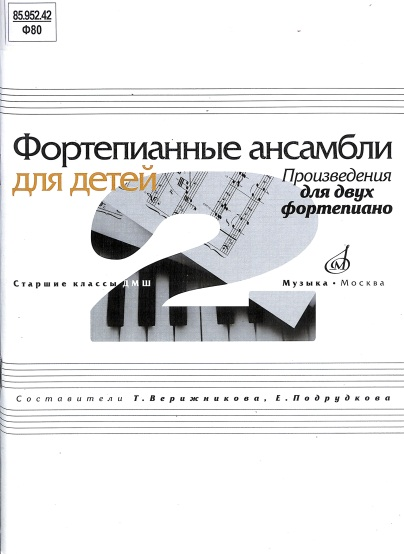 85.952.42
Ф80
Фортепианные ансамбли
для детей
Произведения
для двух
фортепиано
2
Старшие классы ДМШ
Музыка • Москва
Составители Т. Верижникова, Е. Подрудкова